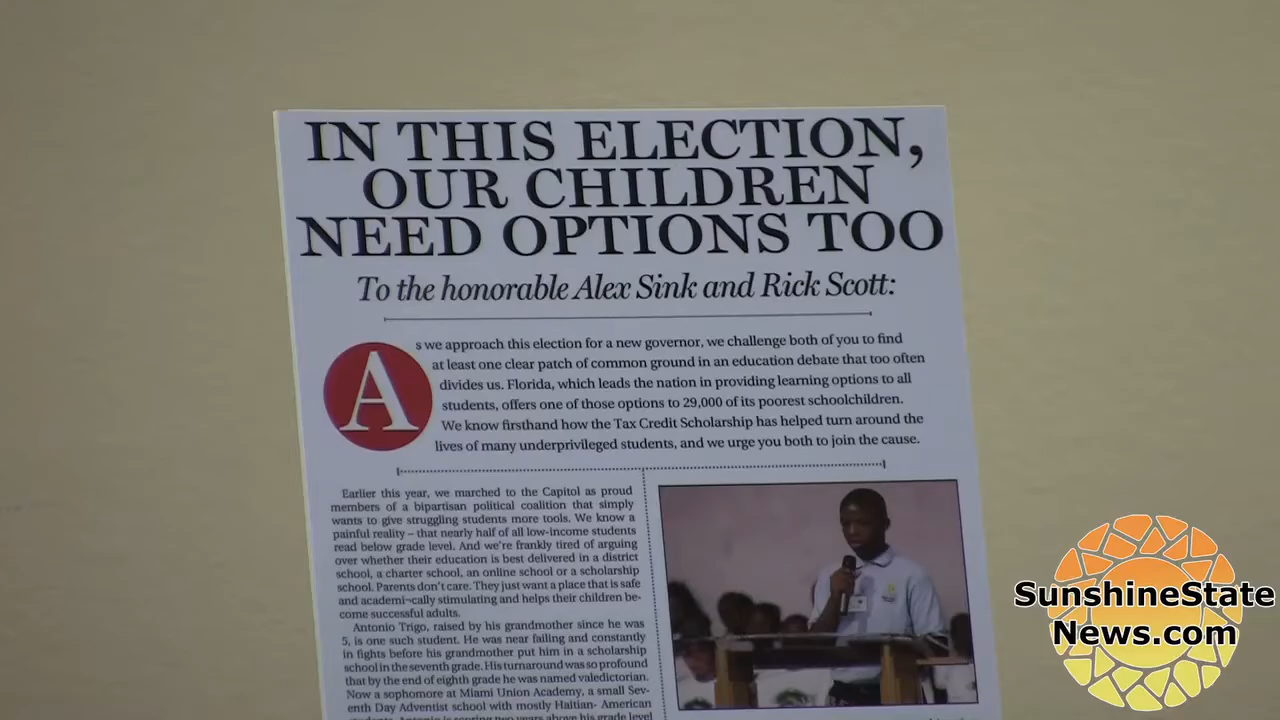 IN THIS ELECTION,
OUR CHILDREN
NEED OPTIONS TOO
To the honorable Alex Sink and Rick Scott:
As we approach this election for a new governor, we challenge both of you to find
at least one clear patch of common ground in an education debate that too often
divides us. Florida, which leads the nation in providing learning options to all
students, offers one of those options to 29,000 of its poorest schoolchildren.
We know firsthand how the Tax Credit Scholarship has helped turn around the
lives of many underprivileged students, and we urge you both to join the cause.
Earlier this year, we marched to the Capitol as proud
members of a bipartisan political coalition that simply
wants to give struggling students more tools. We know a
painful reality – that nearly half of all low-income students
read below grade level. And we're frankly tired of arguing
over whether their education is best delivered in a district
school, a charter school, an online school or a scholarship
school. Parents don't care. They just want a place that is safe
and academi–cally stimulating and helps their children be-
come successful adults.
Antonio Trigo, raised by his grandmother since he was
5, is one such student. He was near failing and constantly
in fights before his grandmother put him in a scholarship
school in the seventh grade. His turnaround was so profound
that by the end of eighth grade he was named valedictorian.
Now a sophomore at Miami Union Academy, a small Sev-
enth Day Adventist school with mostly Haitian- American
students, Antonio is scoring two years above his grade level
SunshineState
News.com